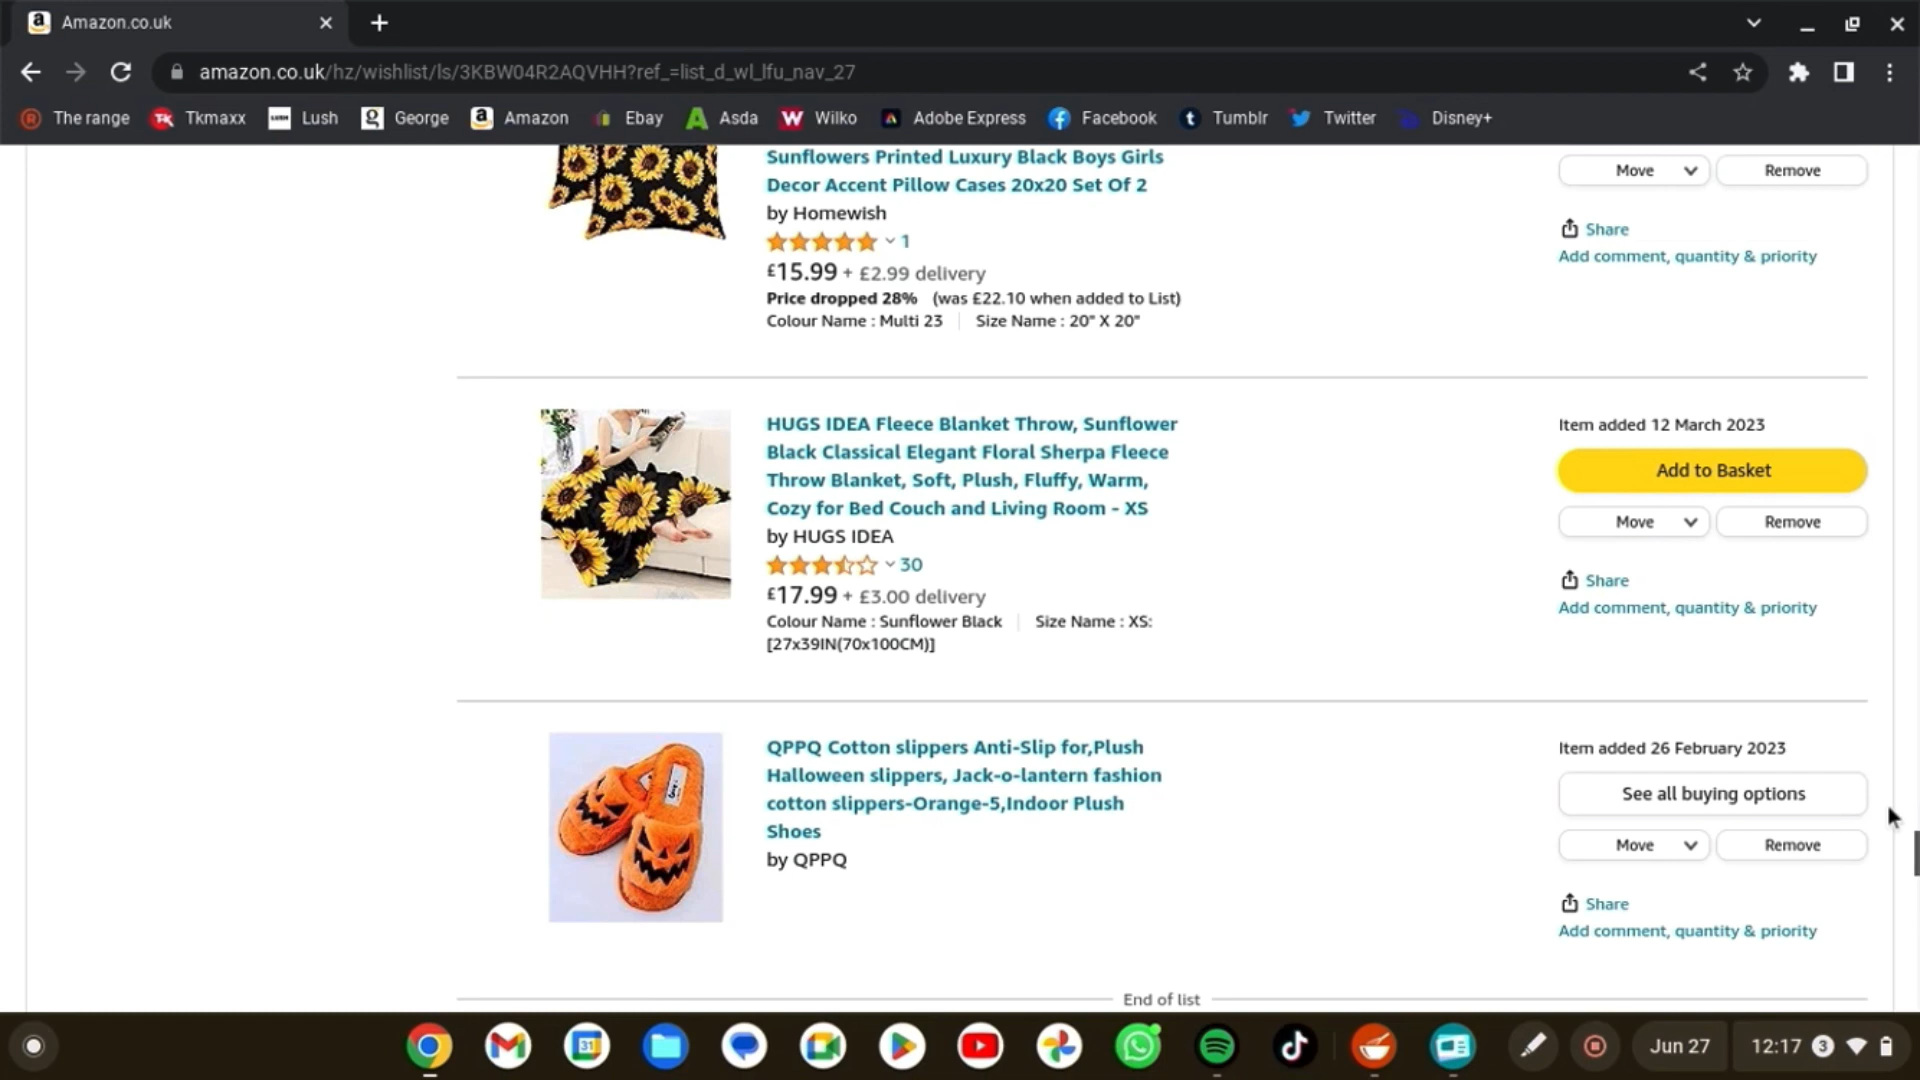 Amazon.co.uk
amazon.co.uk/hz/wishlist/ls/3KBW04R2AQVHH?ref_=list_d_wl_lfu_nav_27
The range Tkmaxx Lush George Amazon Ebay Asda Wilko Adobe Express Facebook Tumblr Twitter Disney+
Sunflowers Printed Luxury Black Boys Girls
Decor Accent Pillow Cases 20x20 Set Of 2
by Homewish
1
£15.99 + £2.99 delivery
Price dropped 28% (was £22.10 when added to List)
Colour Name : Multi 23 Size Name : 20" X 20"
Move Remove
Share
Add comment, quantity & priority
HUGS IDEA Fleece Blanket Throw, Sunflower
Black Classical Elegant Floral Sherpa Fleece
Throw Blanket, Soft, Plush, Fluffy, Warm,
Cozy for Bed Couch and Living Room - XS
by HUGS IDEA
30
£17.99 + £3.00 delivery
Colour Name : Sunflower Black Size Name : XS:
[27x39IN(70x100CM)]
Item added 12 March 2023
Add to Basket
Move Remove
Share
Add comment, quantity & priority
QPPQ Cotton slippers Anti-Slip for,Plush
Halloween slippers, Jack-o-lantern fashion
cotton slippers-Orange-5,Indoor Plush
Shoes
by QPPQ
Item added 26 February 2023
See all buying options
Move Remove
Share
Add comment, quantity & priority
End of list
31
Jun 27 12:17 3